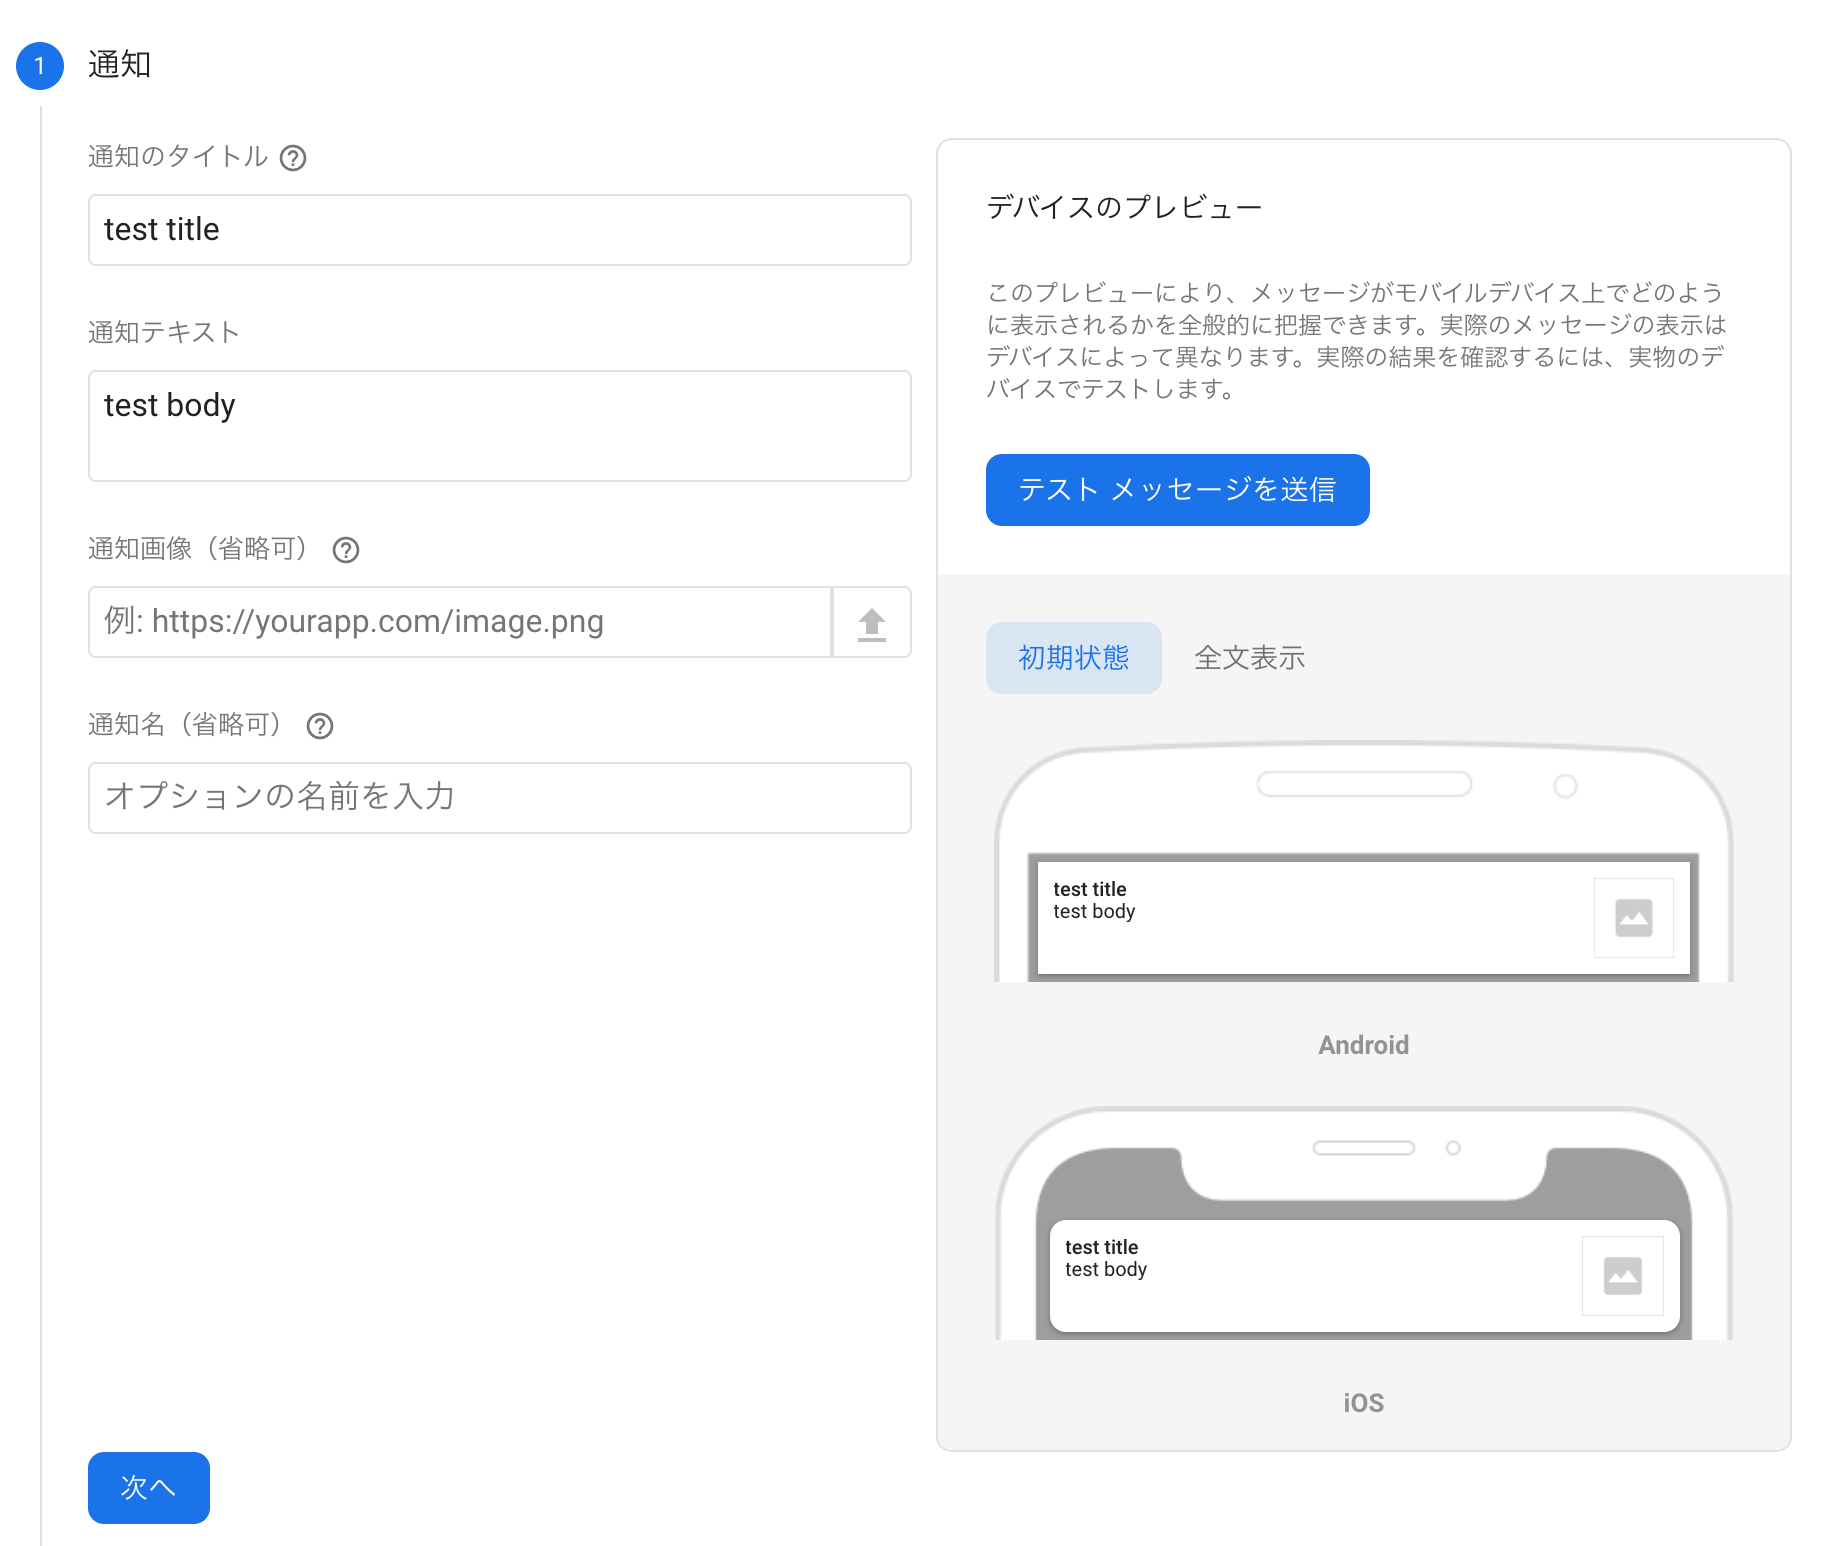 1 通知
通知のタイトル
test title
通知テキスト
test body
通知画像（省略可）
例: https://yourapp.com/image.png
通知名（省略可）
オプションの名前を入力
次へ
デバイスのプレビュー
このプレビューにより、メッセージがモバイルデバイス上でどのよう
に表示されるかを全般的に把握できます。実際のメッセージの表示は
デバイスによって異なります。実際の結果を確認するには、実物のデ
バイスでテストします。
テスト メッセージを送信
初期状態 全文表示
test title
test body
Android
test title
test body
iOS